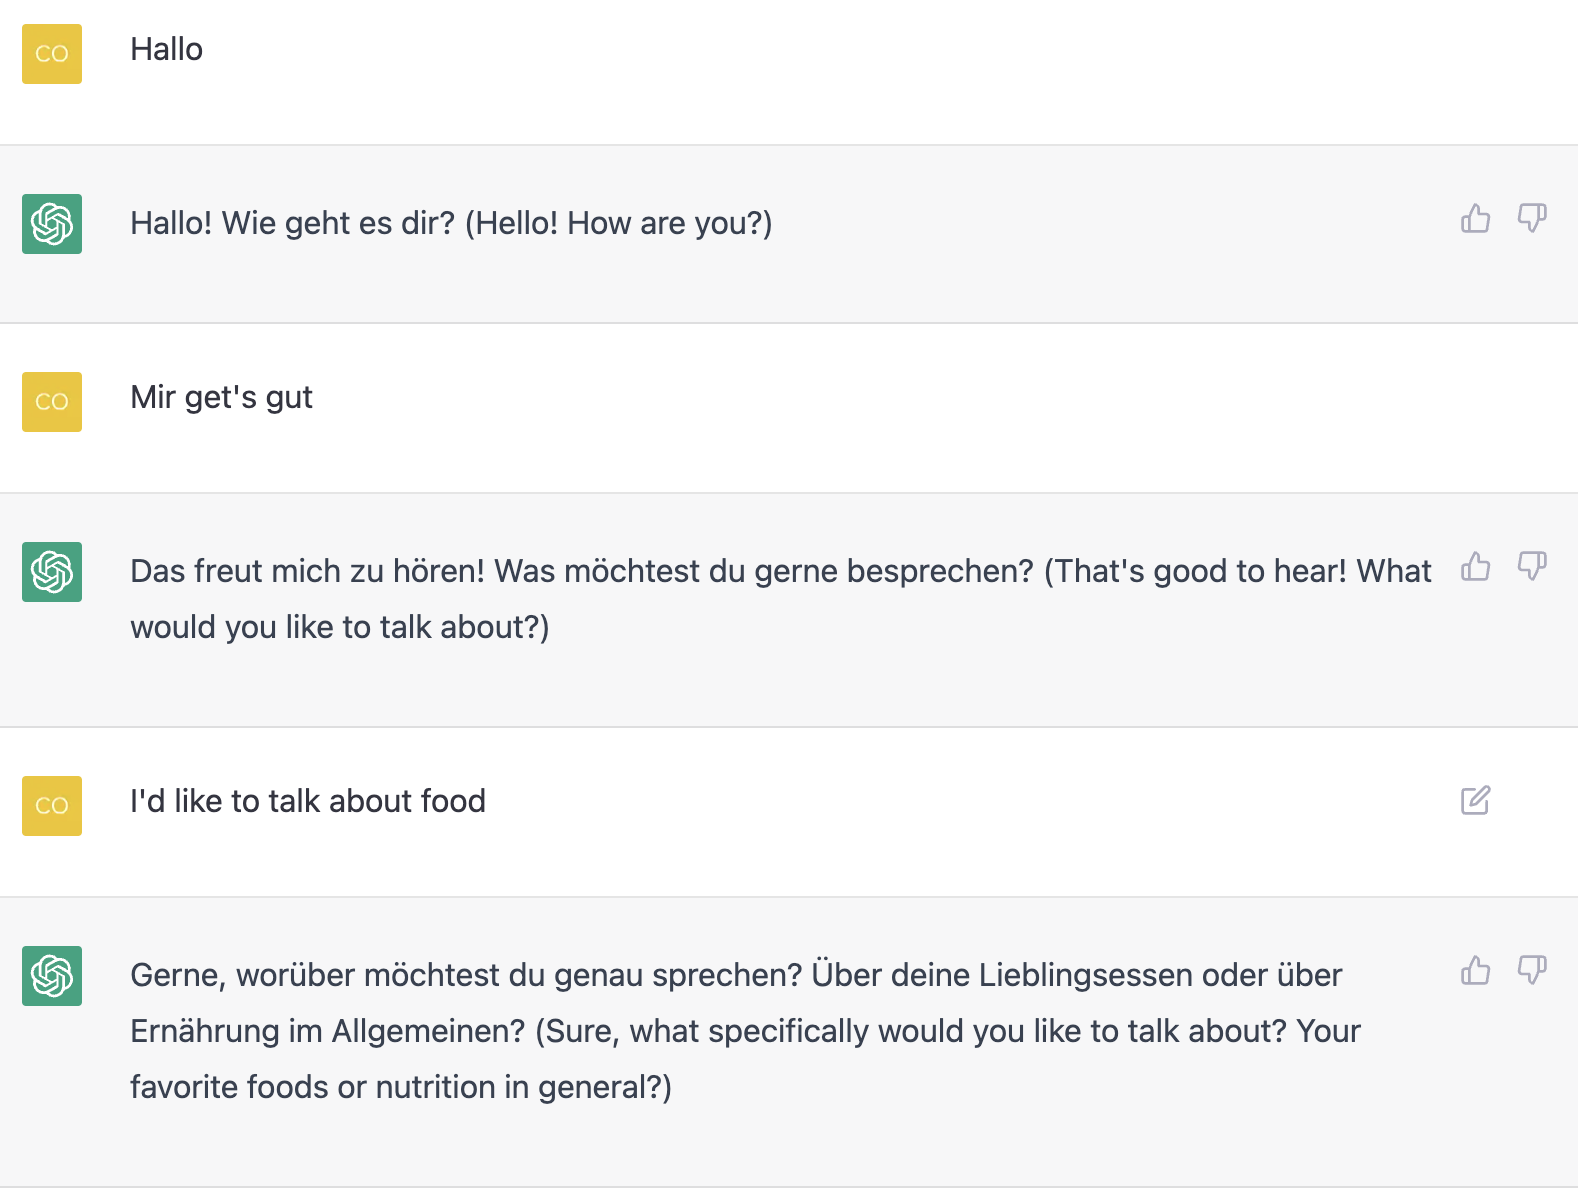 CO
Hallo
Hallo! Wie geht es dir? (Hello! How are you?)
CO
Mir get's gut
Das freut mich zu hören! Was möchtest du gerne besprechen? (That's good to hear! What
would you like to talk about?)
CO
I'd like to talk about food
Gerne, worüber möchtest du genau sprechen? Über deine Lieblingsessen oder über
Ernährung im Allgemeinen? (Sure, what specifically would you like to talk about? Your
favorite foods or nutrition in general?)